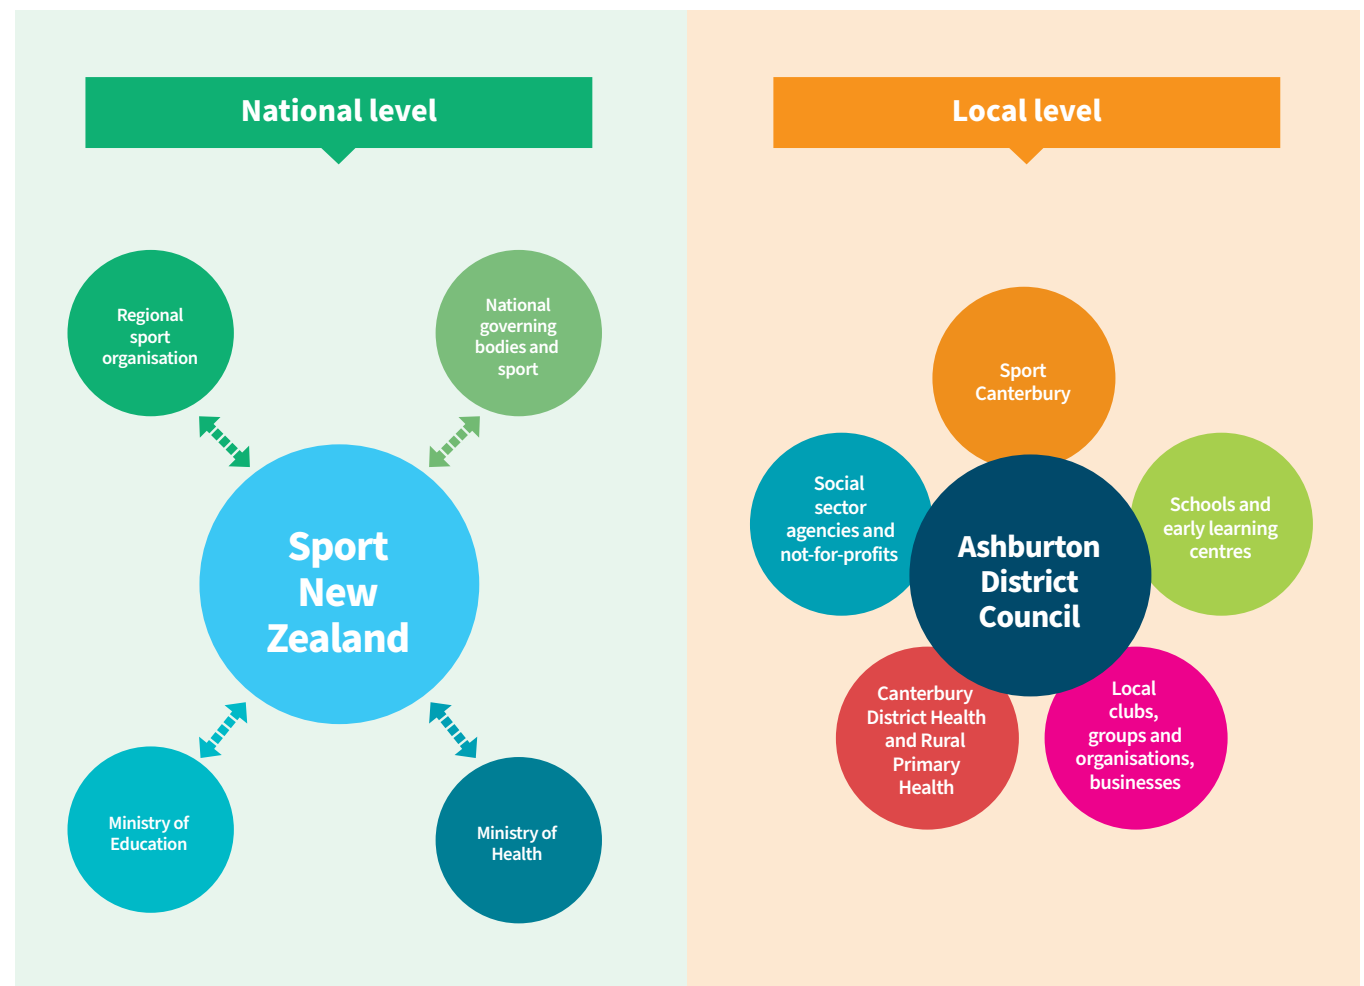 National level
Regional
sport
organisation
National
governing
bodies and
sport
Sport
New
Zealand
Ministry of
Education
Ministry of
Health
Local level
Sport
Canterbury
Social
sector
agencies and
not-for-profits
Schools and
early learning
centres
Ashburton
District
Council
Canterbury
District Health
and Rural
Primary
Health
Local
clubs,
groups and
organisations,
businesses